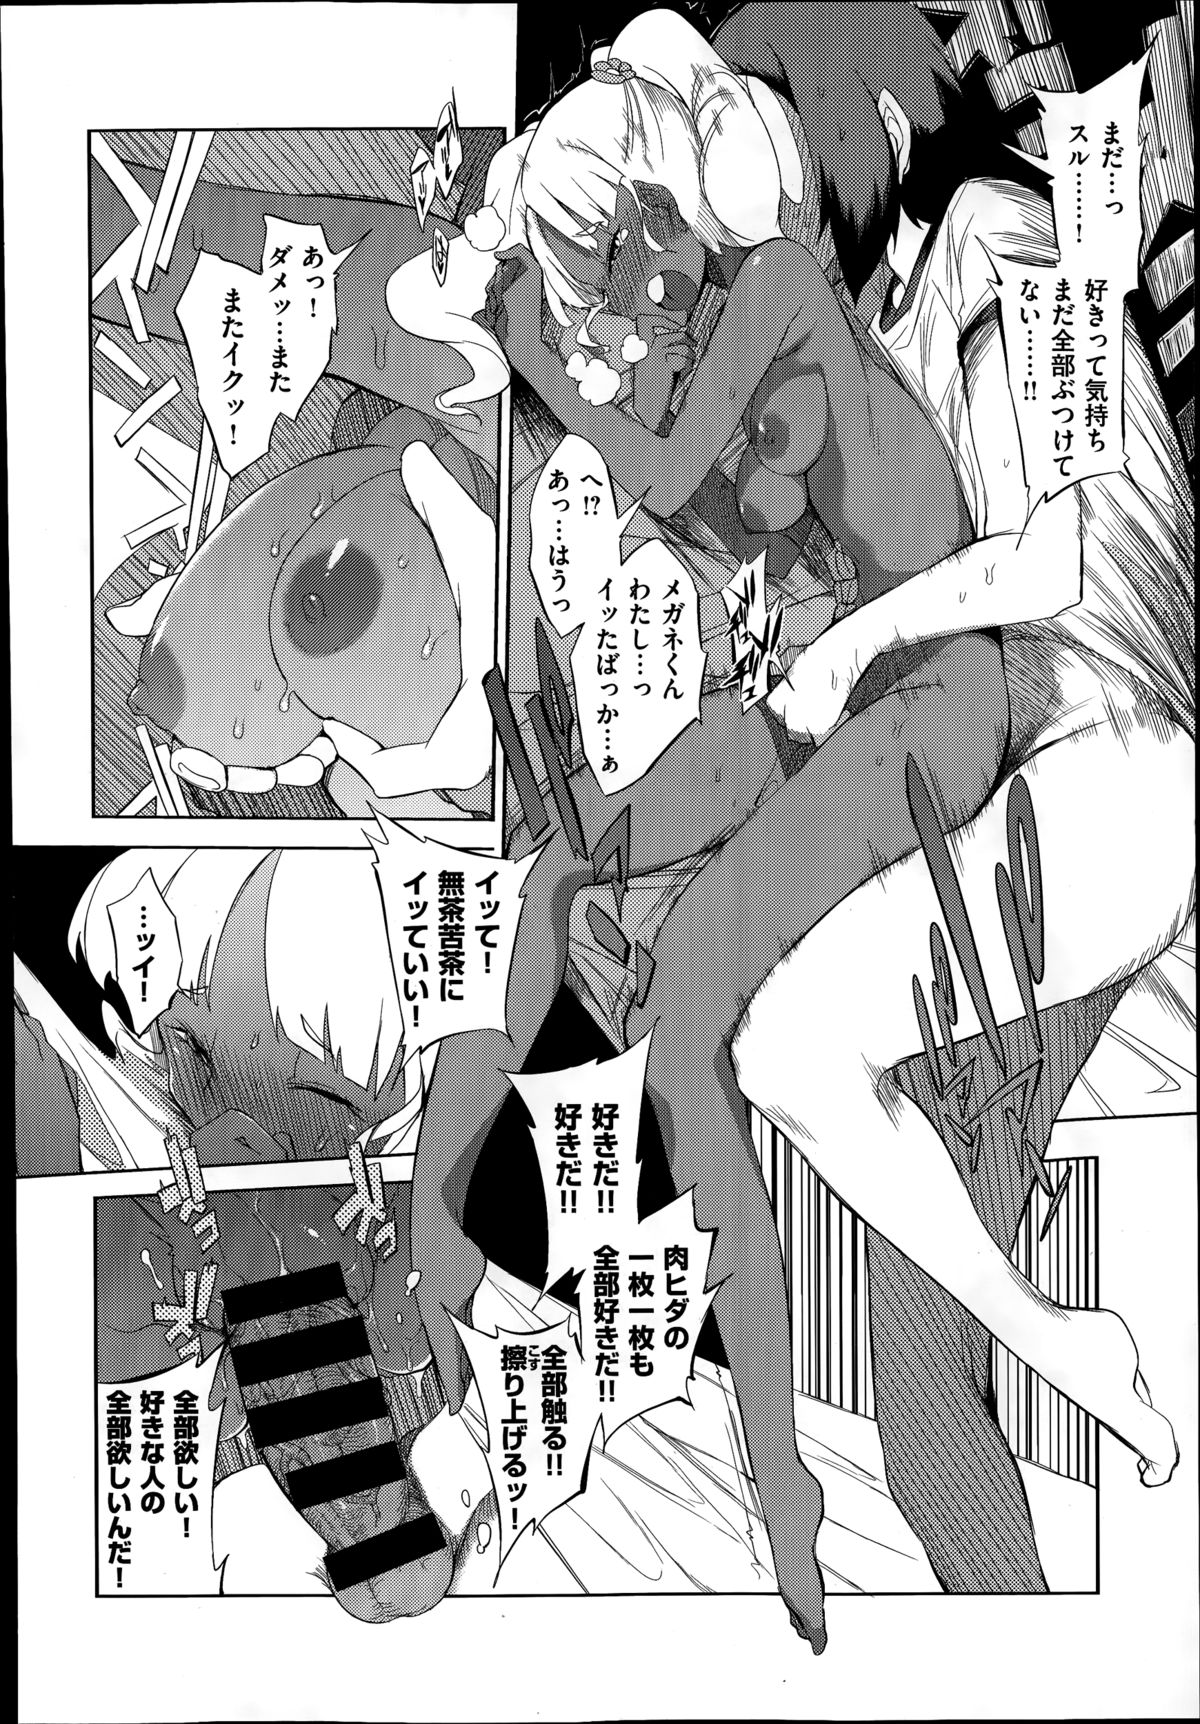 まだ…っ
スル……！
好きって気持ち
まだ全部ぶつけて
ない……!!
へ!?
あっ…はうっ
メガネくん
わたし…っ
イッたばっか…ぁ
あっ！
ダメッ…また
またイクッ！
イッて！
無茶苦茶に
イッていい！
…ッイ！
好きだ!!
好きだ!!
肉ヒダの
一枚一枚も
全部好きだ!!
全部触る!!
擦り上げるッ！
こす
全部欲しい！
好きな人の
全部欲しいんだ！